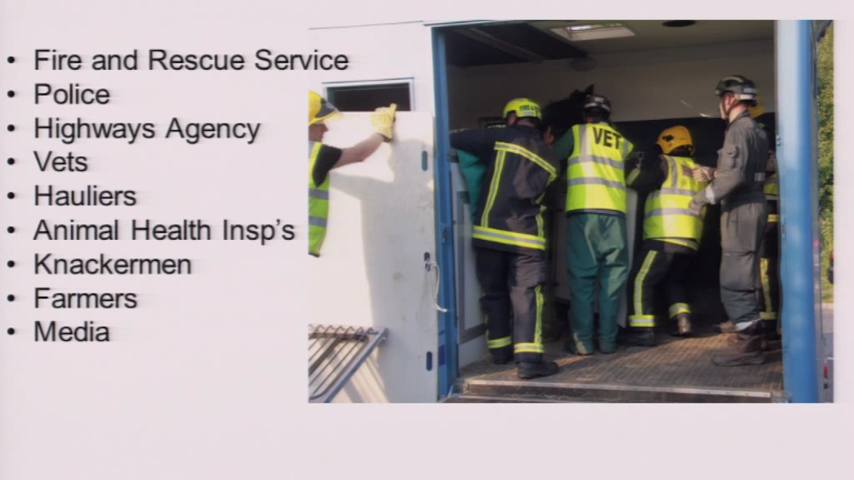 • Fire and Rescue Service
• Police
• Highways Agency
• Vets
• Hauliers
• Animal Health Insp's
• Knackermen
• Farmers
• Media
VET